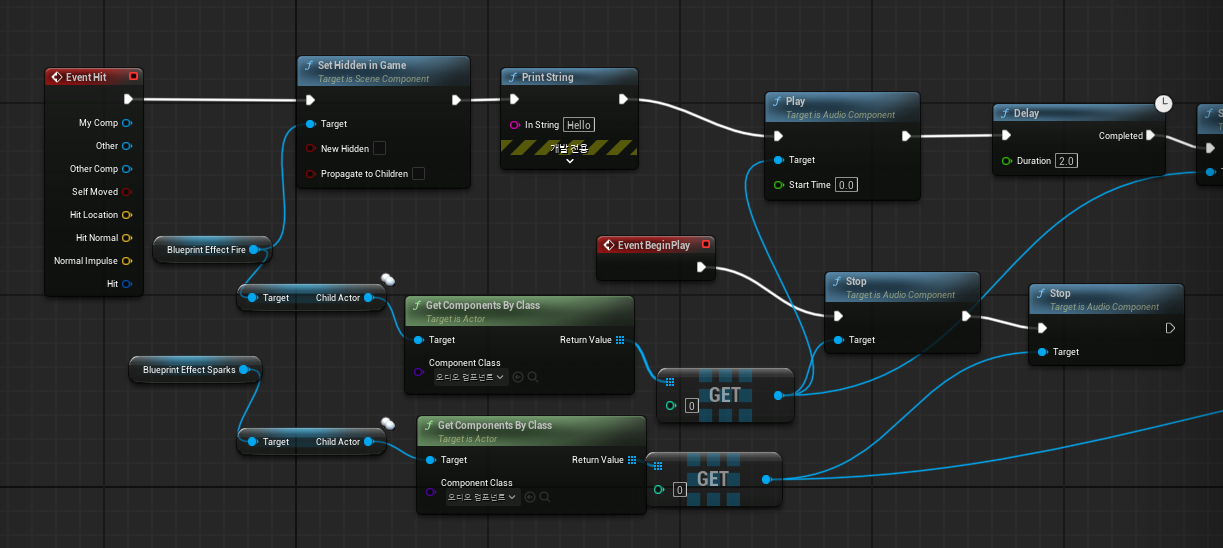 Event Hit
My Comp
Other
Other Comp
Self Moved
Hit Location
Hit Normal
Normal Impulse
Hit
Set Hidden in Game
Target is Scene Component
Target
New Hidden
Propagate to Children
Print String
In String Hello
개발 전용
Play
Target is Audio Component
Target
Start Time 0.0
Delay
Completed
Duration 2.0
Blueprint Effect Fire
Target Child Actor
Event BeginPlay
Stop
Target is Audio Component
Target
Stop
Target is Audio Component
Target
Get Components By Class
Target is Actor
Target Return Value
Component Class
오디오 컴포넌트
GET
0
Blueprint Effect Sparks
Target Child Actor
Get Components By Class
Target is Actor
Target Return Value
Component Class
오디오 컴포넌트
GET
0